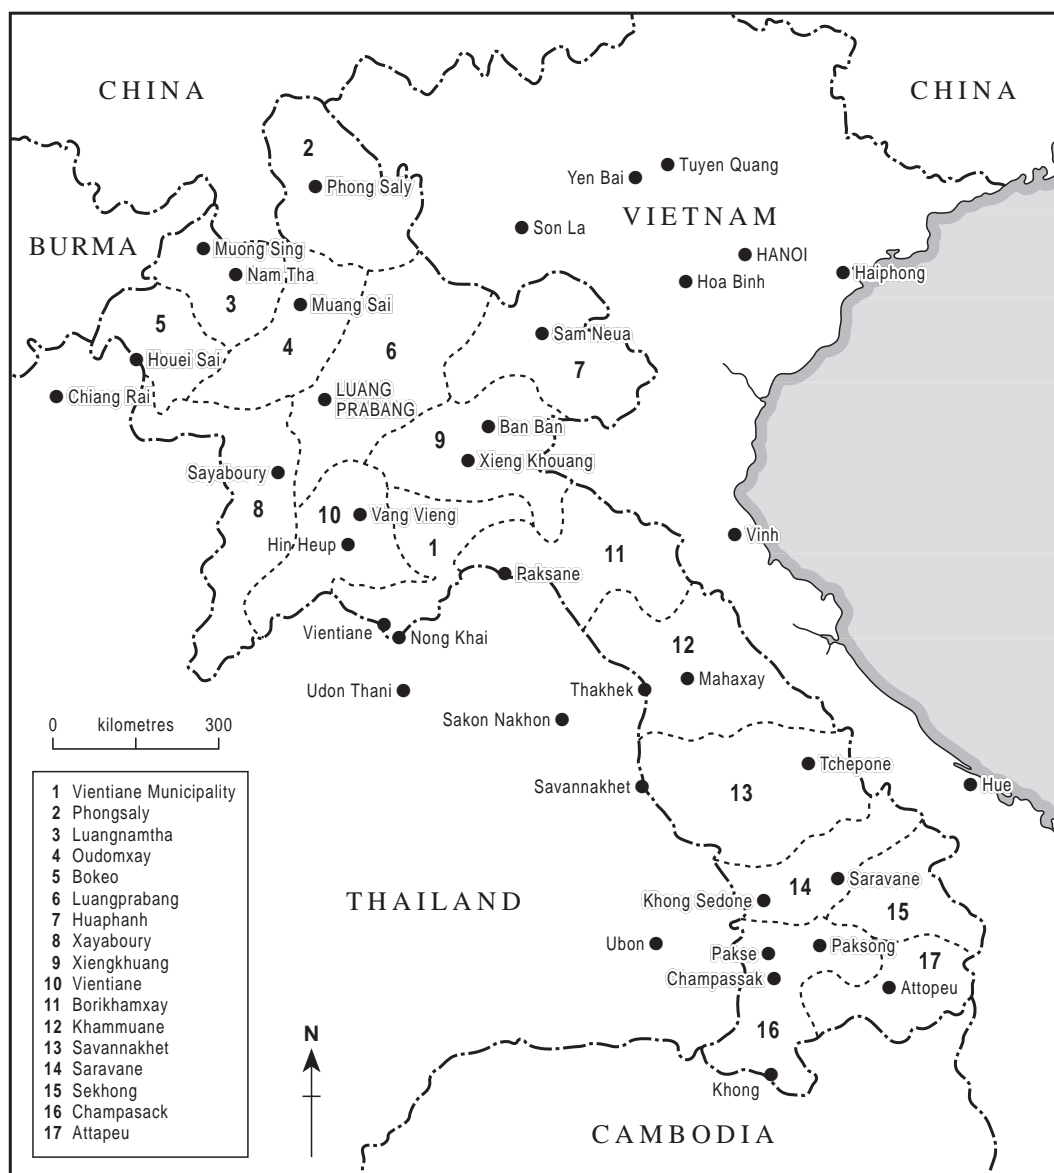 CHINA
CHINA
2
Phong Saly
Tuyen Quang
Yen Bai
VIETNAM
Son La
BURMA
Muong Sing
HANOI
Nam Tha
Haiphong
Hoa Binh
3
Muang Sai
5
4
6
Sam Neua
7
Houei Sai
Chiang Rai
LUANG
PRABANG
Ban Ban
9
Xieng Khouang
Sayaboury
8
10
Vang Vieng
Hin Heup
1
11
Vinh
Paksane
Vientiane
Nong Khai
12
Mahaxay
Udon Thani
Thakhek
Sakon Nakhon
0 kilometres 300
Tchepone
Savannakhet
13
Hue
1 Vientiane Municipality
2 Phongsaly
3 Luangnamtha
4 Oudomxay
5 Bokeo
6 Luangprabang
7 Huaphanh
8 Xayaboury
9 Xiengkhuang
10 Vientiane
11 Borikhamxay
12 Khammuane
13 Savannakhet
14 Saravane
15 Sekhong
16 Champasack
17 Attapeu
THAILAND
14
Saravane
Khong Sedone
15
Ubon
Pakse
Paksong
17
Champassak
Attopeu
N
16
Khong
CAMBODIA